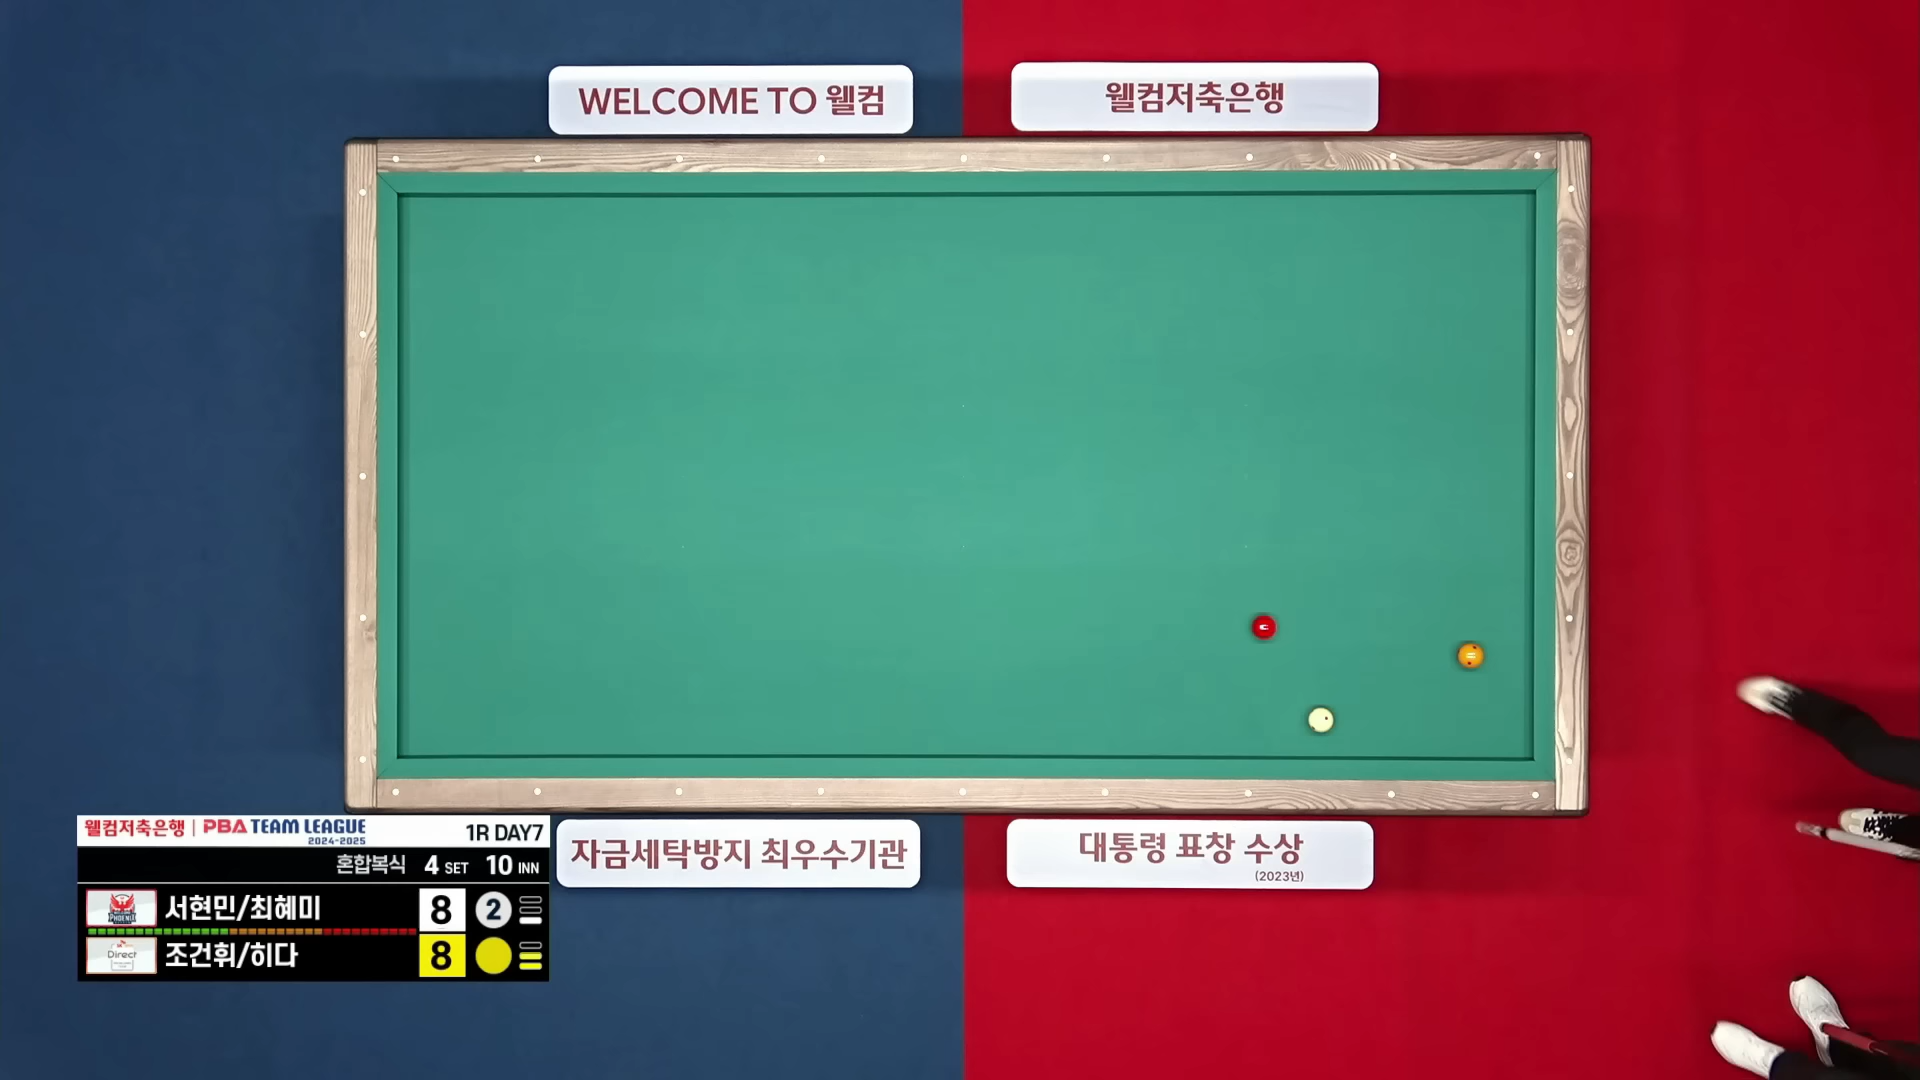 WELCOME TO 웰컴
웰컴저축은행
웰컴저축은행 | PBA TEAM LEAGUE
2024-2025
1R DAY7
혼합복식 4 SET 10 INN
서현민/최혜미 8 2
Direct
조건휘/히다 8
자금세탁방지 최우수기관
대통령 표창 수상
(2023년)